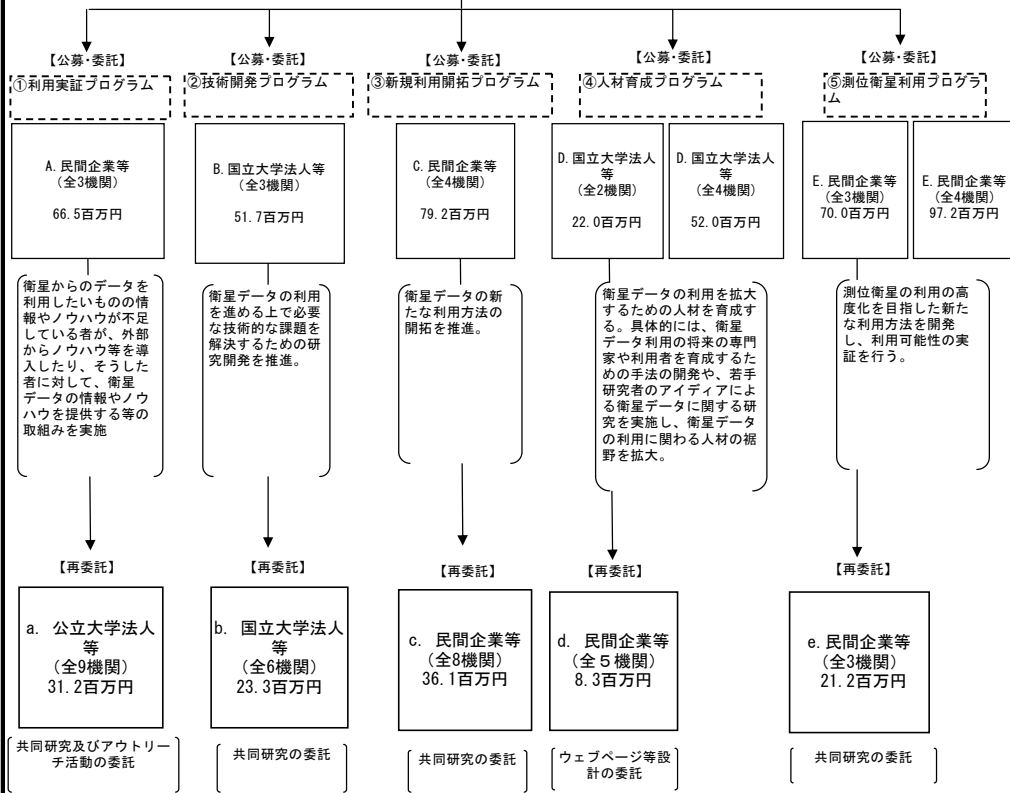 【公募・委託】
①利用実証プログラム
A.民間企業等
(全3機関)
66.5百万円
衛星からのデータを
利用したいものの情
報やノウハウが不足
している者が、外部
からノウハウ等を導
入したり、そうした
者に対して、衛星
データの情報やノウ
ハウを提供する等の
取組みを実施
【再委託】
a. 公立大学法人
等
(全9機関)
31.2百万円
共同研究及びアウトリー
チ活動の委託
【公募・委託】
②技術開発プログラム
B.国立大学法人等
(全3機関)
51.7百万円
衛星データの利用
を進める上で必要
な技術的な課題を
解決するための研
究開発を推進。
【再委託】
b. 国立大学法人
等
(全6機関)
23.3百万円
共同研究の委託
【公募・委託】
③新規利用開拓プログラム
C.民間企業等
(全4機関)
79.2百万円
衛星データの新
たな利用方法の
開拓を推進。
【再委託】
c. 民間企業等
(全8機関)
36.1百万円
共同研究の委託
【公募・委託】
④人材育成プログラム
D.国立大学法人
等
(全2機関)
22.0百万円
D.国立大学法人
等
(全4機関)
52.0百万円
衛星データの利用を拡大
するための人材を育成す
る。具体的には、衛星
データ利用の将来の専門
家や利用者を育成するた
めの手法の開発や、若手
研究者のアイディアによ
る衛星データに関する研
究を実施し、衛星データ
の利用に関わる人材の裾
野を拡大。
【再委託】
d. 民間企業等
(全５機関)
8.3百万円
ウェブページ等設
計の委託
【公募・委託】
⑤測位衛星利用プログラ
ム
E.民間企業等
(全3機関)
70.0百万円
E.民間企業等
(全4機関)
97.2百万円
測位衛星の利用の高
度化を目指した新た
な利用方法を開発
し、利用可能性の実
証を行う。
【再委託】
e.民間企業等
(全3機関)
21.2百万円
共同研究の委託